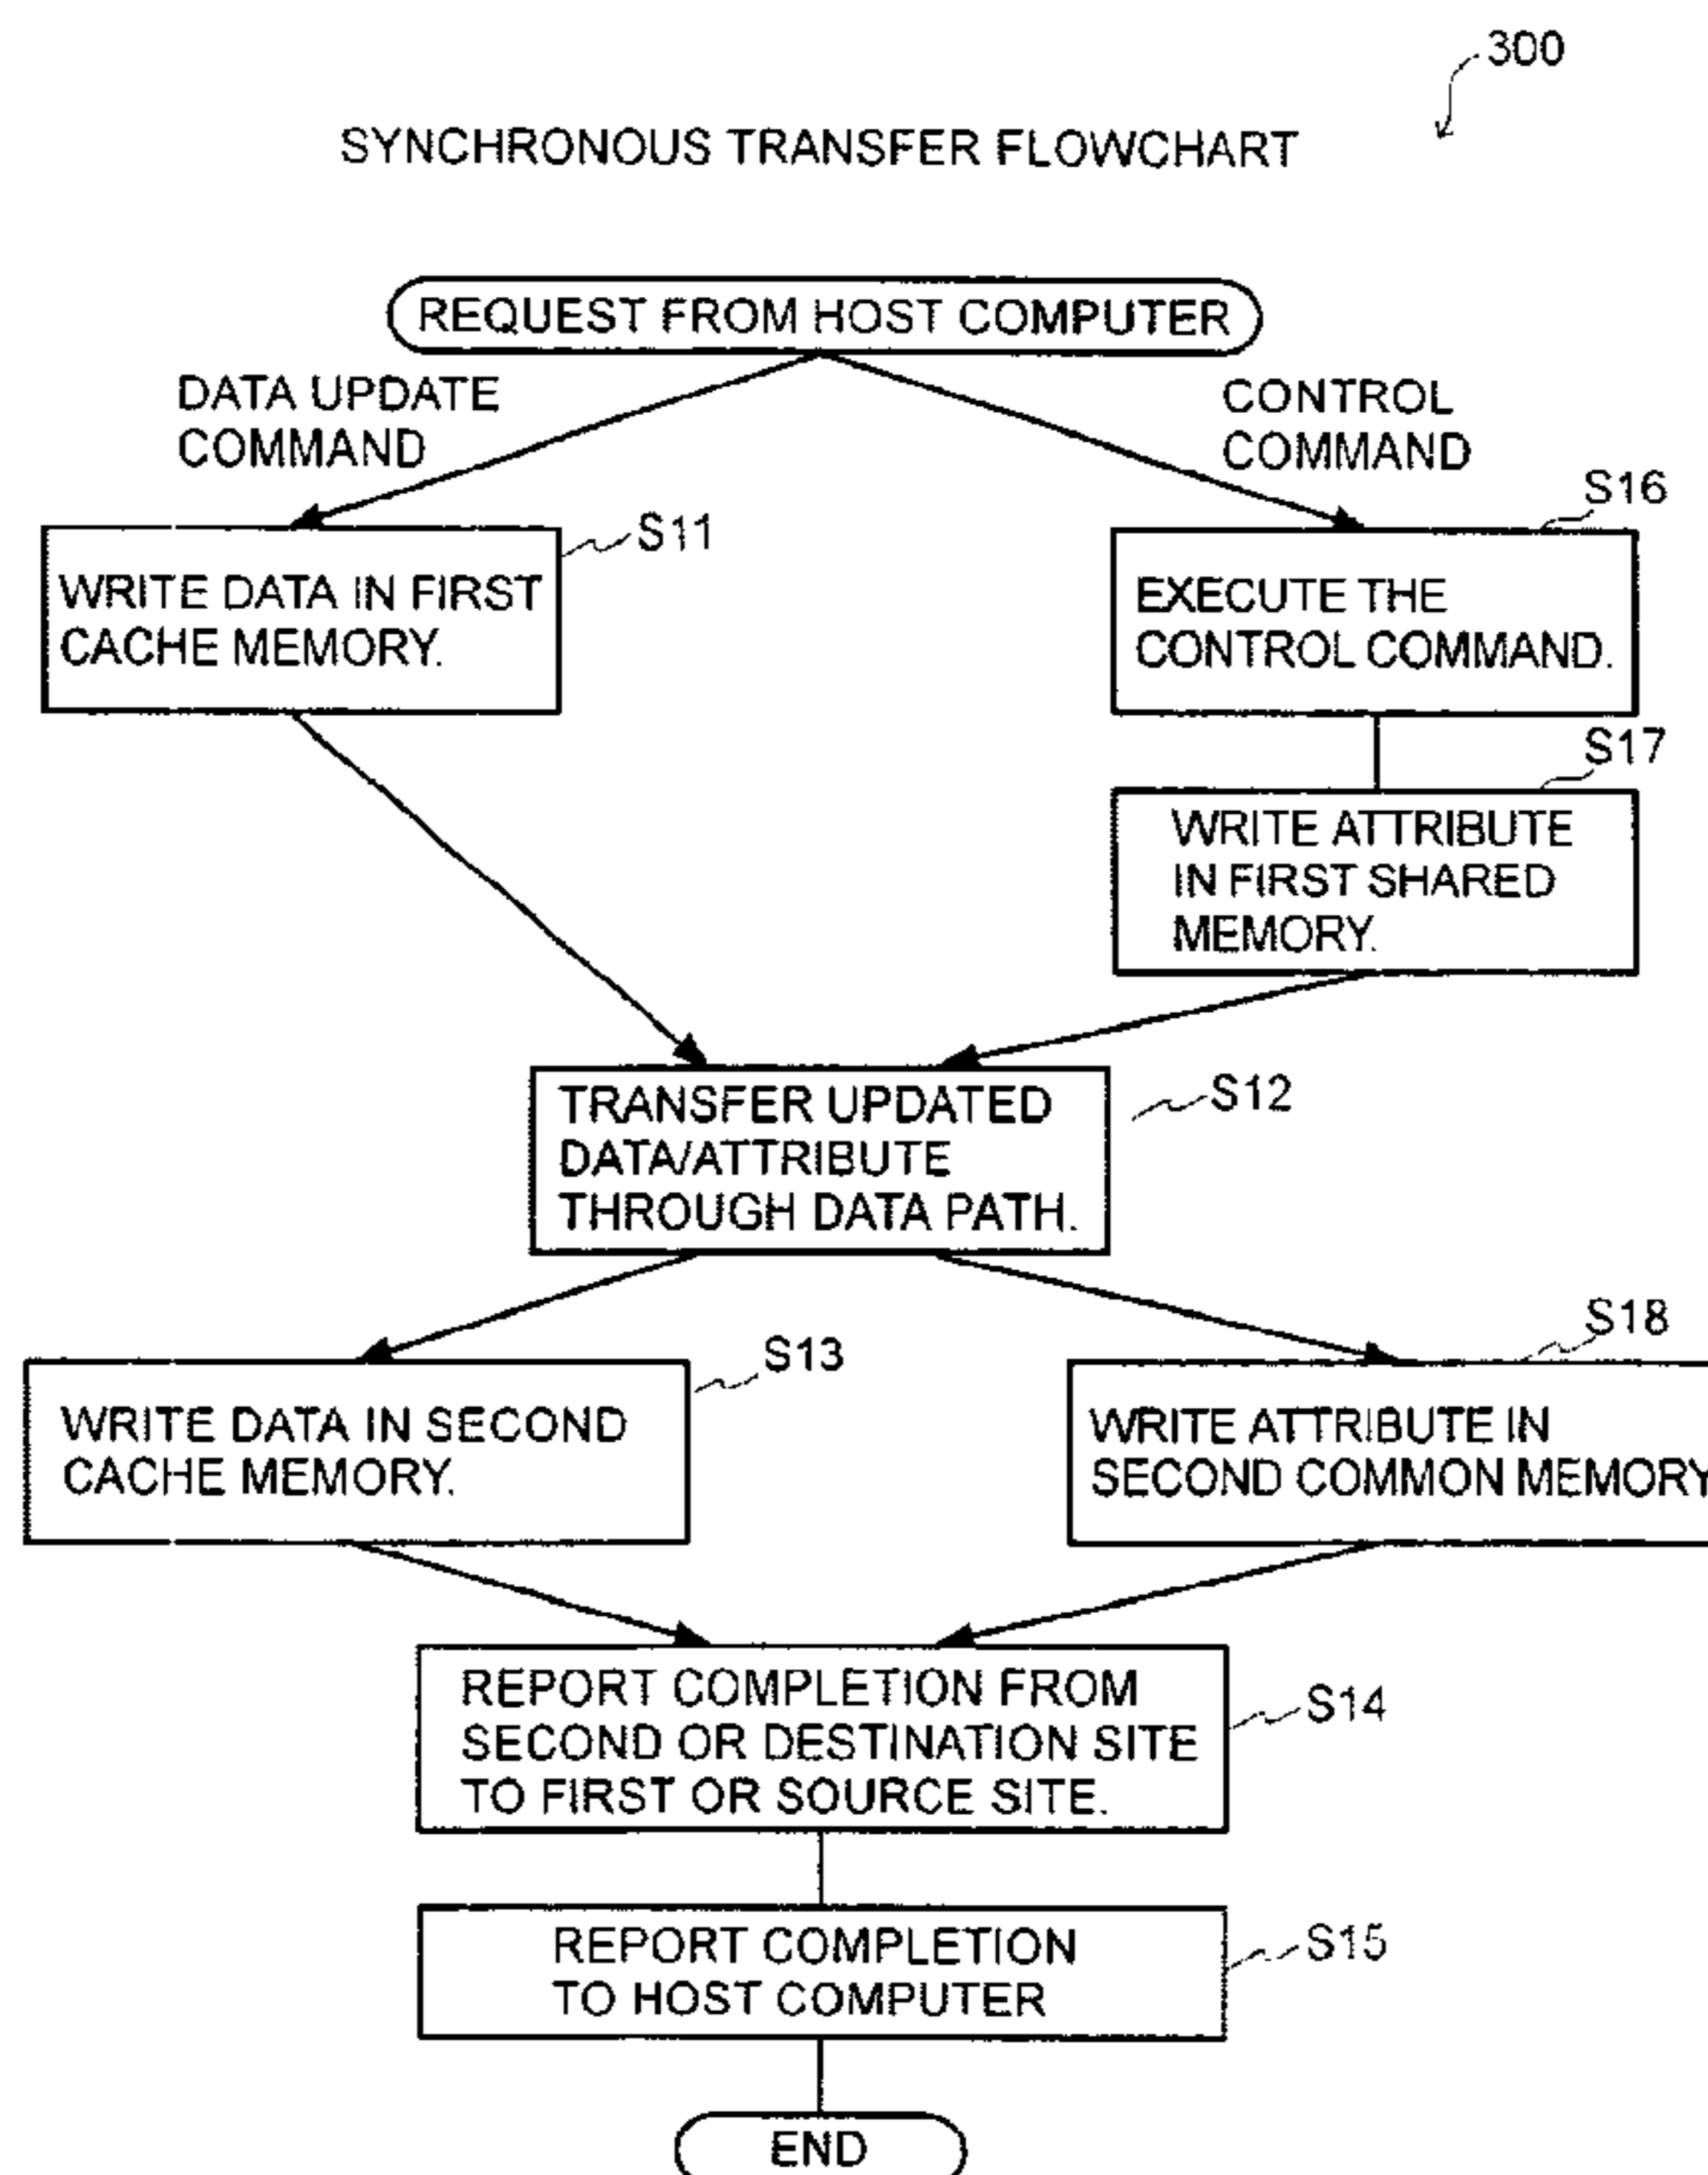 300
SYNCHRONOUS TRANSFER FLOWCHART
REQUEST FROM HOST COMPUTER
DATA UPDATE
COMMAND
CONTROL
COMMAND
S11
WRITE DATA IN FIRST
CACHE MEMORY.
S16
EXECUTE THE
CONTROL COMMAND.
S17
WRITE ATTRIBUTE
IN FIRST SHARED
MEMORY.
TRANSFER UPDATED
DATA/ATTRIBUTE
THROUGH DATA PATH.
S12
S13
WRITE DATA IN SECOND
CACHE MEMORY.
S18
WRITE ATTRIBUTE IN
SECOND COMMON MEMORY
REPORT COMPLETION FROM
SECOND OR DESTINATION SITE
TO FIRST OR SOURCE SITE.
S14
REPORT COMPLETION
TO HOST COMPUTER
S15
END